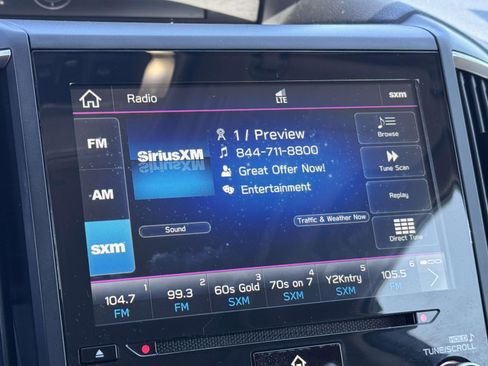 Radio
LTE
sxm
FM
AM
sxm
SiriusXM
1 / Preview
844-711-8800
Great Offer Now!
Entertainment
Browse
Tune Scan
Replay
Direct Tune
Sound
Traffic & Weather Now
104.7 1
FM
99.3 2
FM
60s Gold 3
SXM
70s on 7 4
SXM
Y2Kntry 5
SXM
105.5 6
FM
HOLD
TUNE/SCROLL